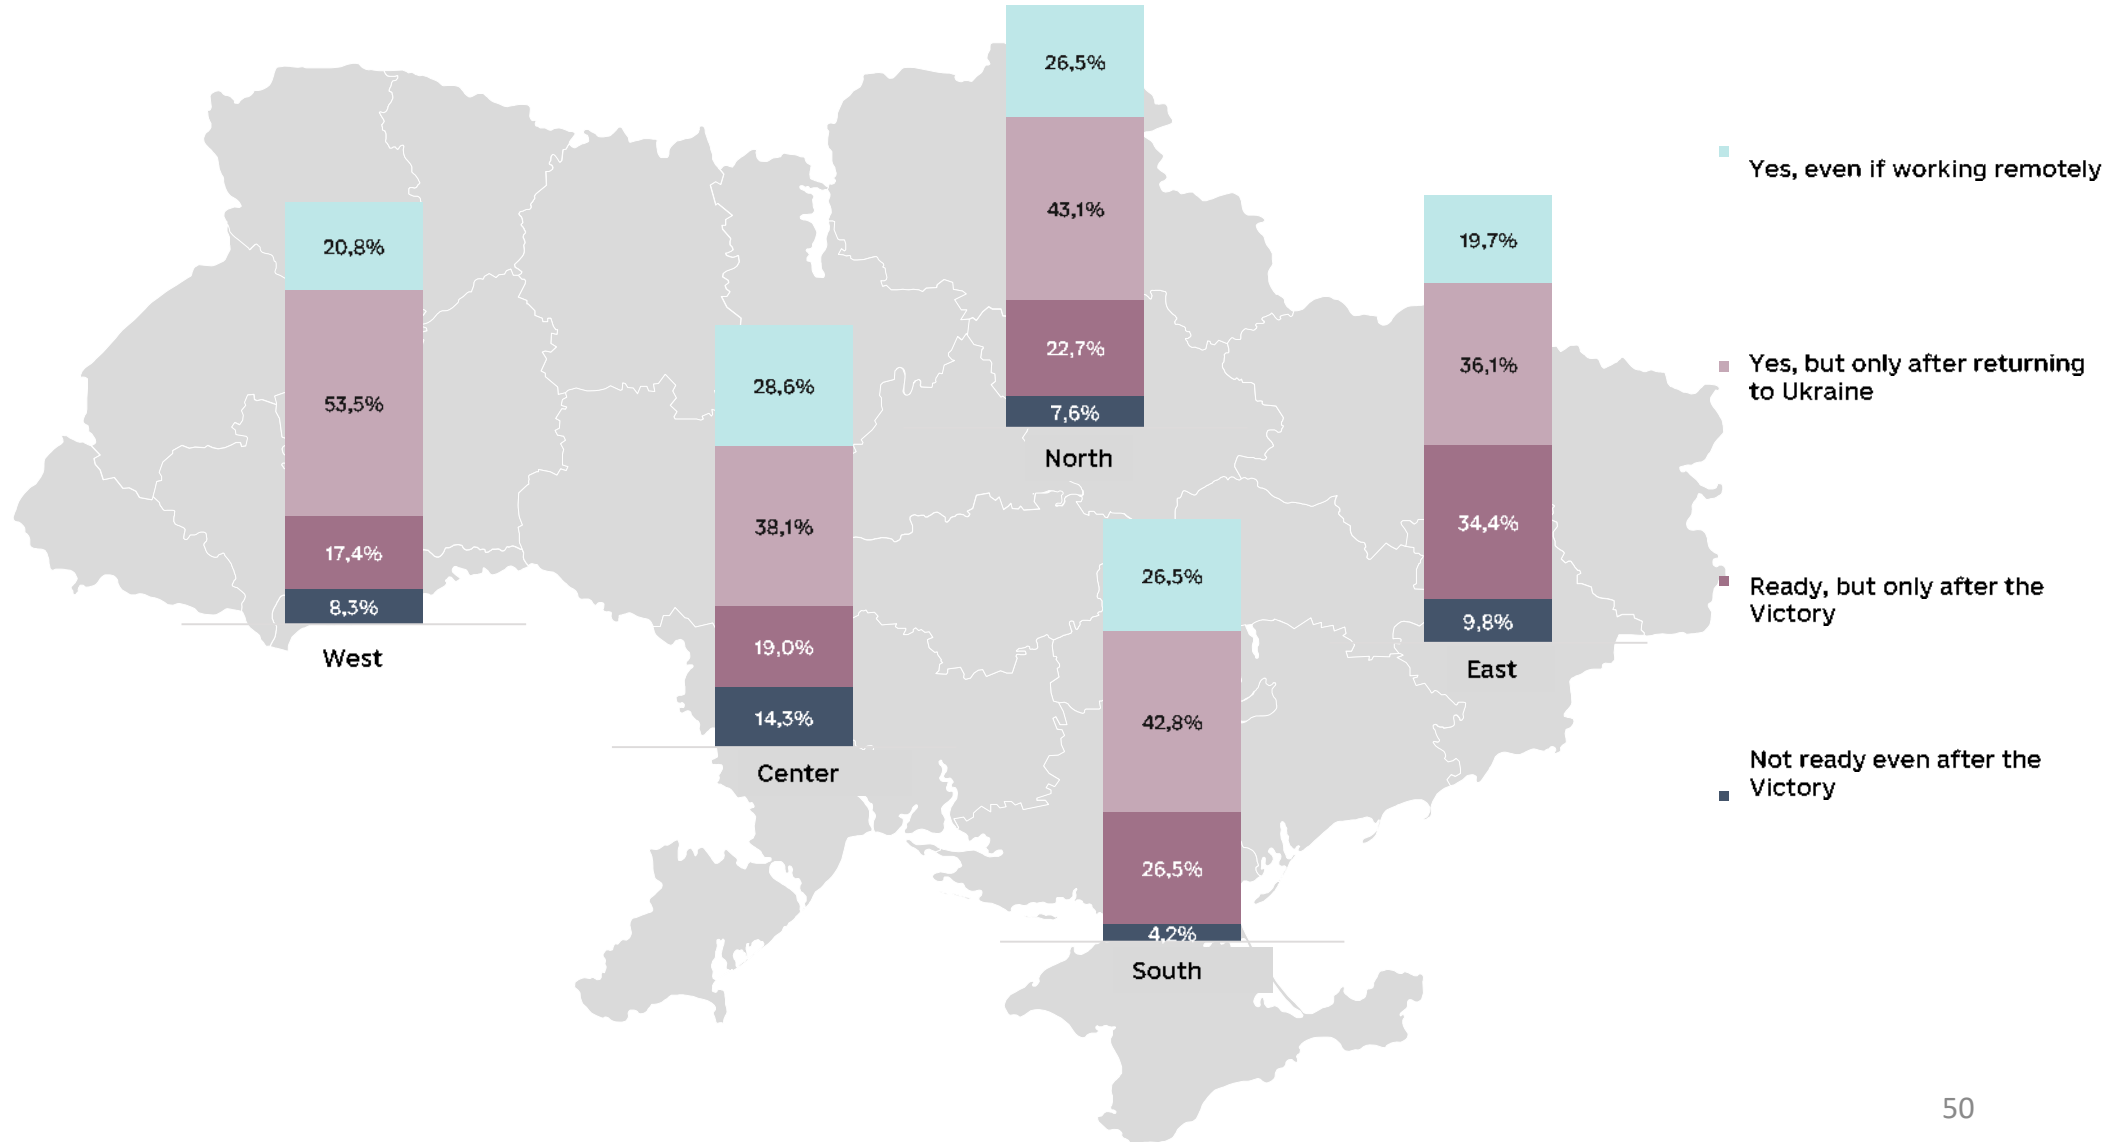 26,5%
43,1%
22,7%
7,6%
North
20,8%
53,5%
17,4%
8,3%
West
28,6%
38,1%
19,0%
14,3%
Center
26,5%
42,8%
26,5%
4,2%
South
19,7%
36,1%
34,4%
9,8%
East
Yes, even if working remotely
Yes, but only after returning
to Ukraine
Ready, but only after the
Victory
Not ready even after the
Victory
50